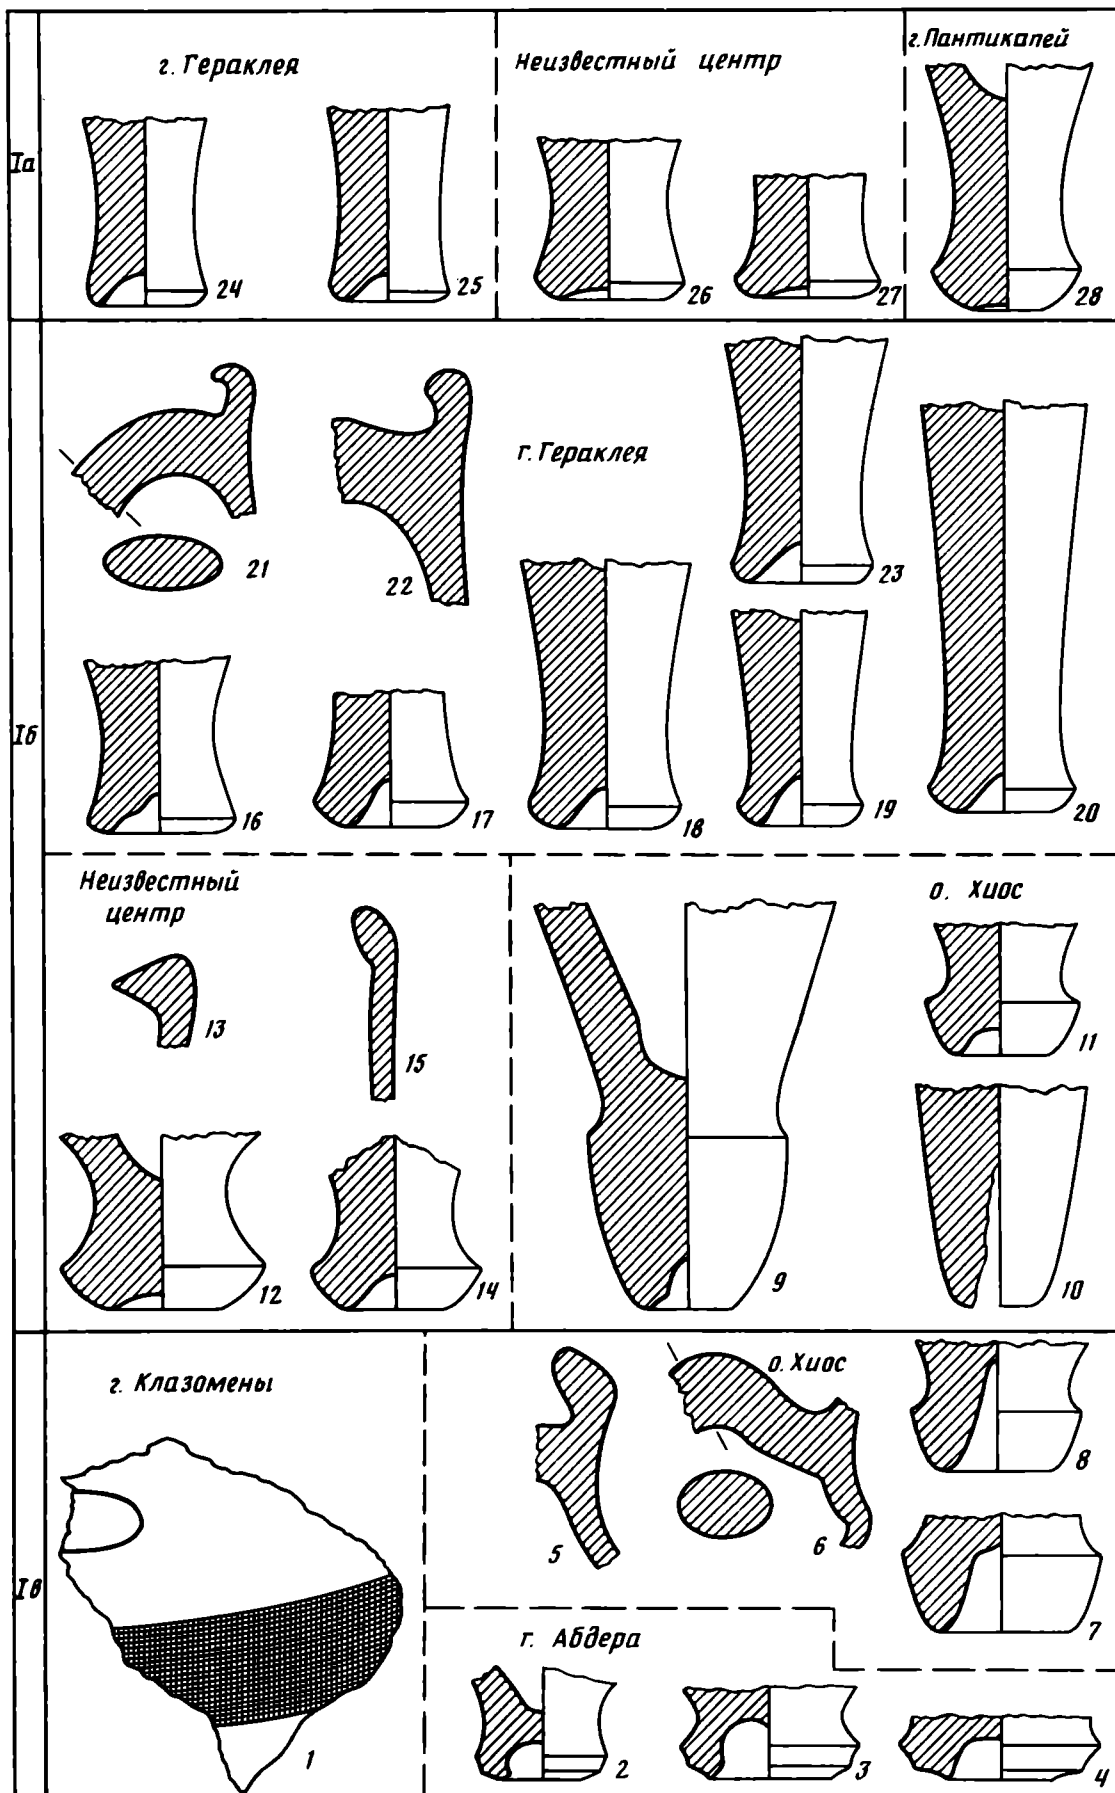 Iа
г. Гераклея
24
25
Неизвестный центр
26
27
г. Пантикапей
28
Iб
21
22
г. Гераклея
23
16
17
18
19
20
Неизвестный
центр
13
15
12
14
9
о. Хиос
11
10
Iв
г. Клазомены
1
о. Хиос
5
6
8
7
г. Абдера
2
3
4